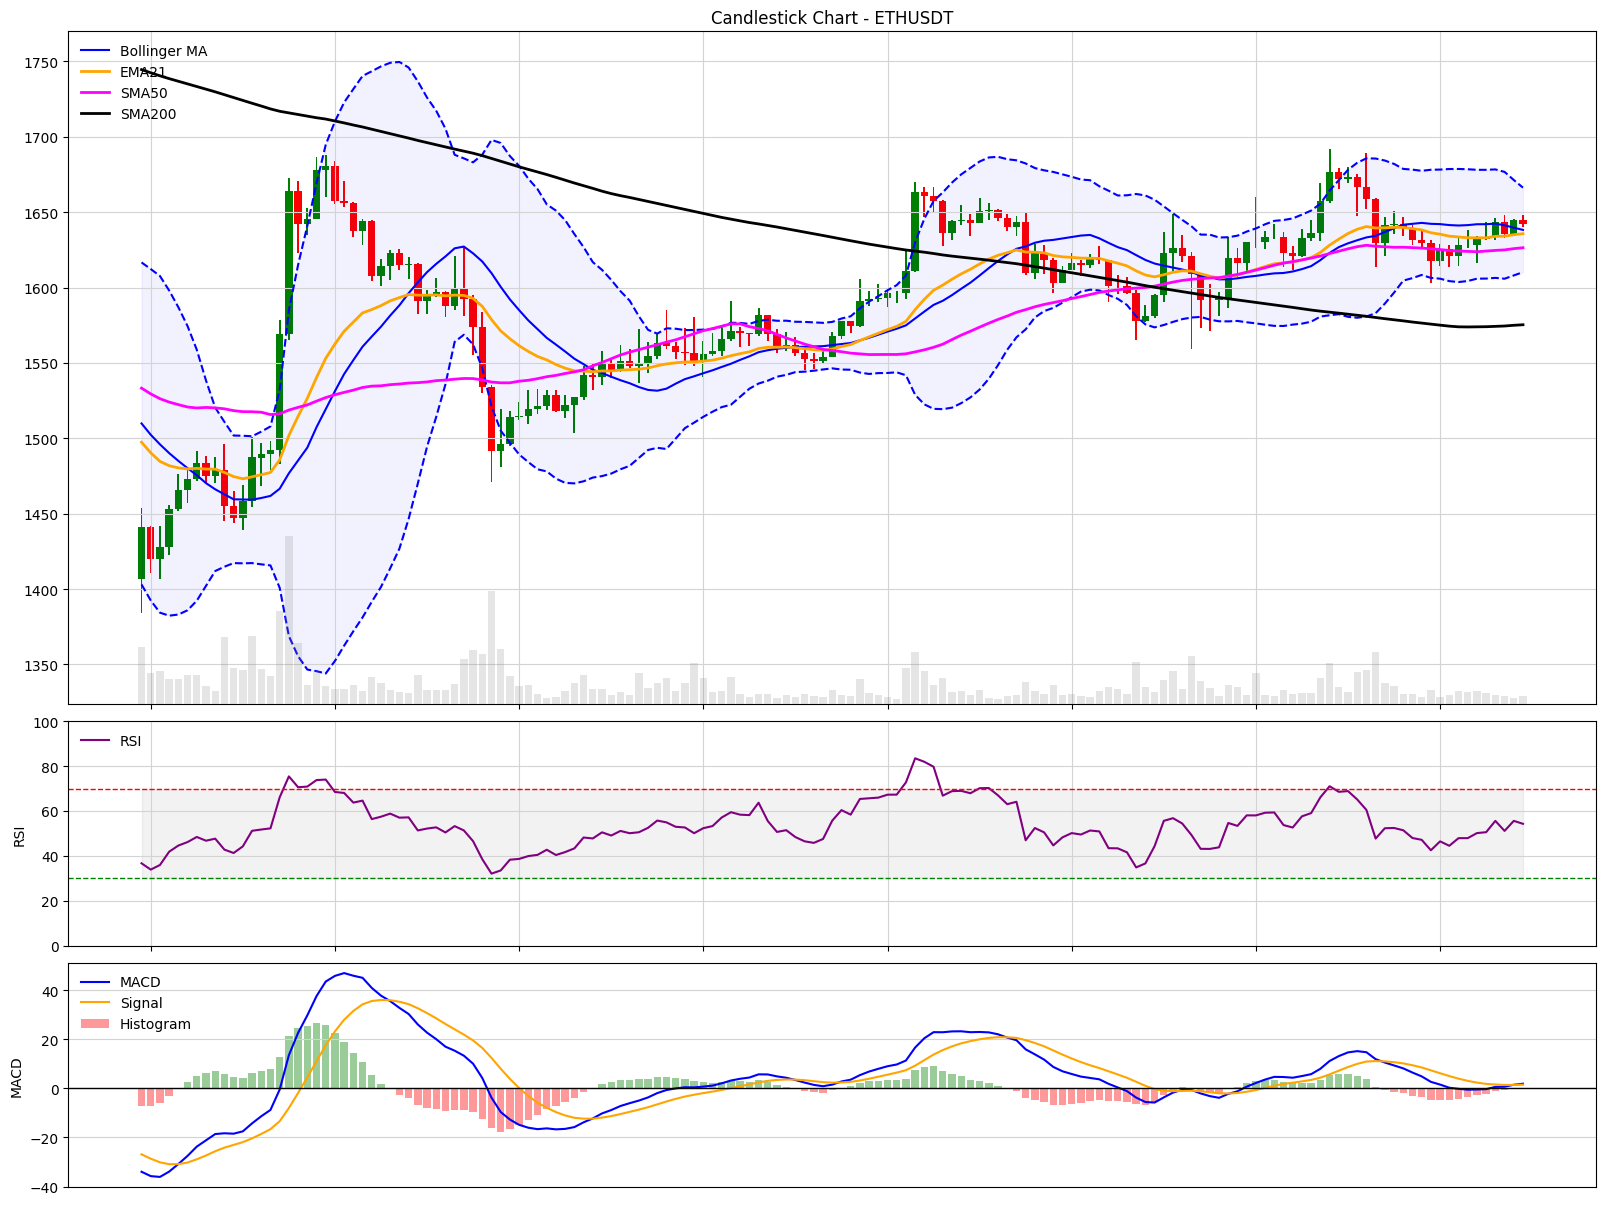 Candlestick Chart - ETHUSDT
Bollinger MA
EMA21
SMA50
SMA200
1750
1700
1650
1600
1550
1500
1450
1400
1350
RSI
100
80
60
40
20
0
RSI
MACD
Signal
Histogram
40
20
0
−20
−40
MACD